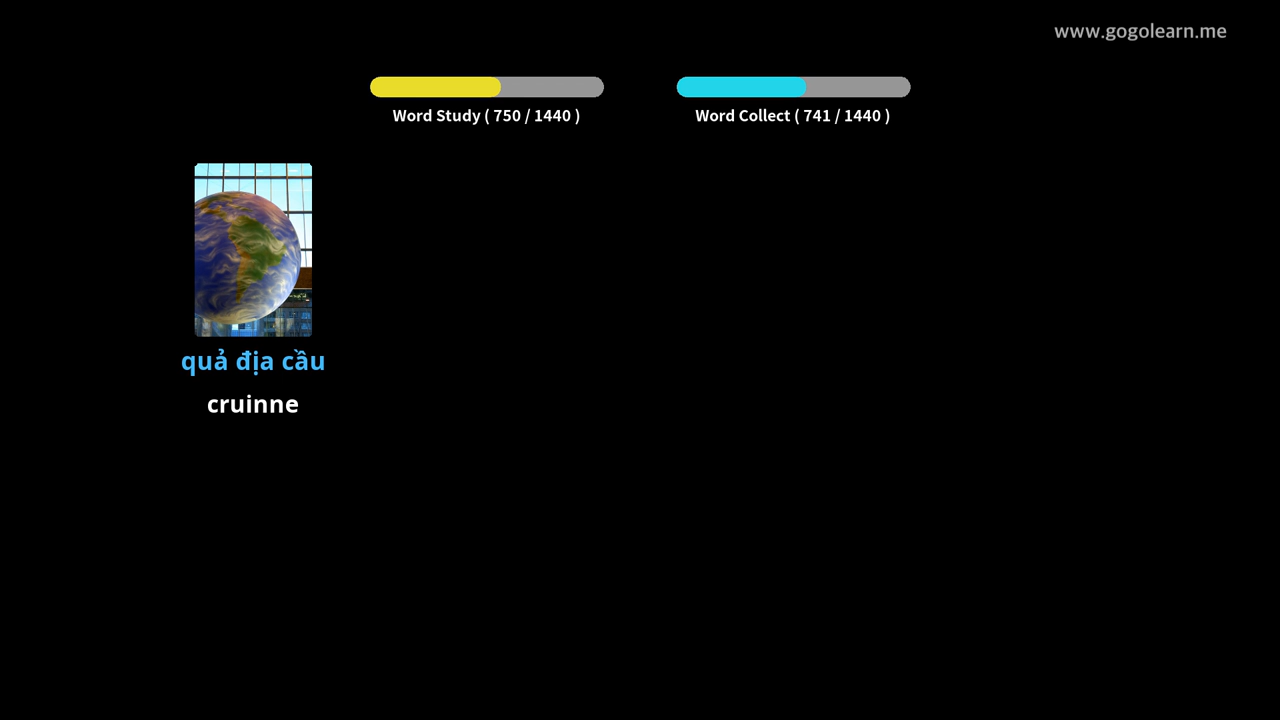 www.gogolearn.me
Word Study ( 750 / 1440 )
Word Collect ( 741 / 1440 )
quả địa cầu
cruinne